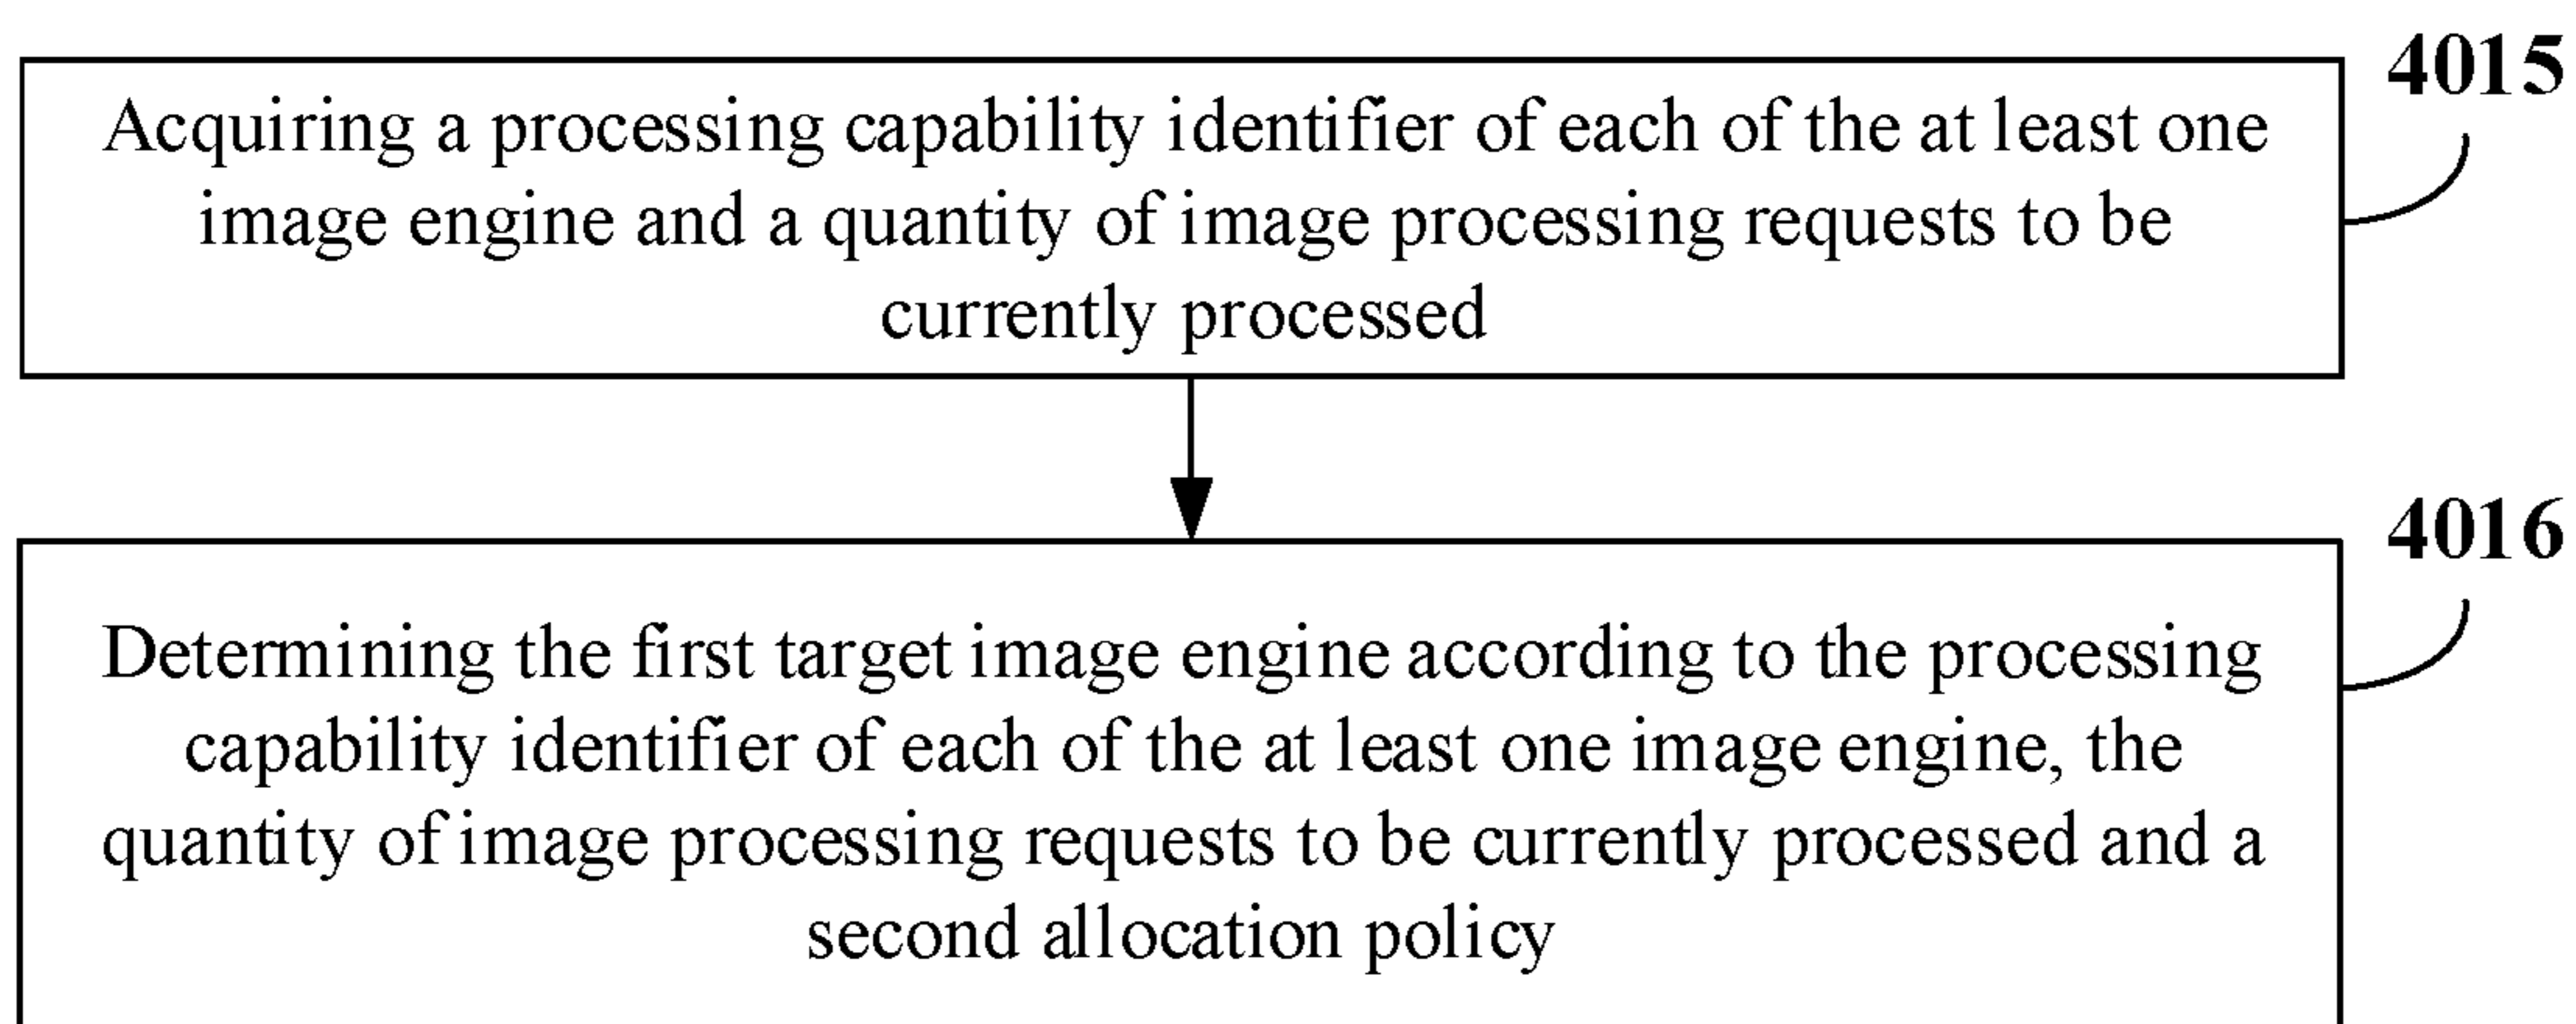 4015
Acquiring a processing capability identifier of each of the at least one
image engine and a quantity of image processing requests to be
currently processed
4016
Determining the first target image engine according to the processing
capability identifier of each of the at least one image engine, the
quantity of image processing requests to be currently processed and a
second allocation policy